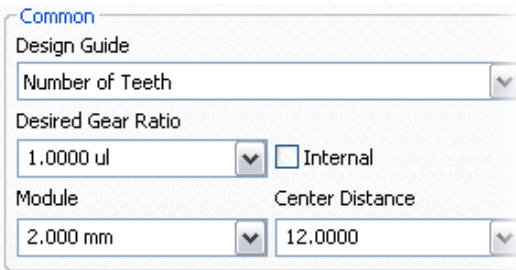 Common
Design Guide
Number of Teeth
Desired Gear Ratio
1.0000 ul Internal
Module Center Distance
2.000 mm 12.0000